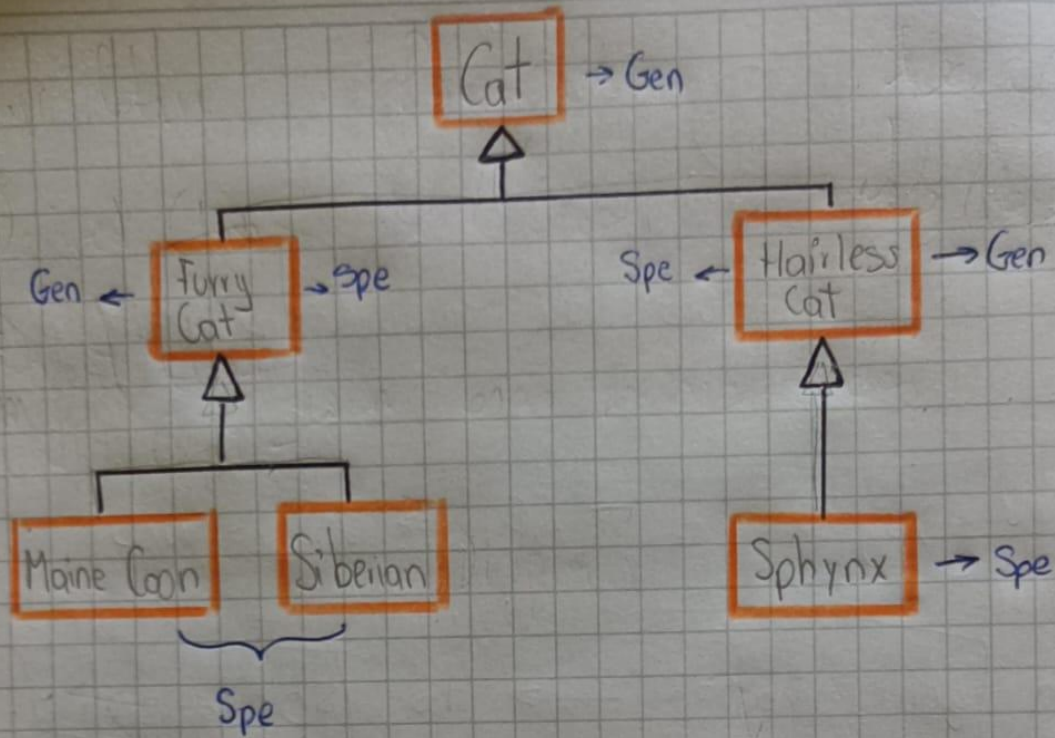 Cat
→ Gen
Gen ←
Furry
Cat
→ Spe
Spe ←
Hairless
Cat
→ Gen
Maine Coon
Siberian
Sphynx
→ Spe
Spe